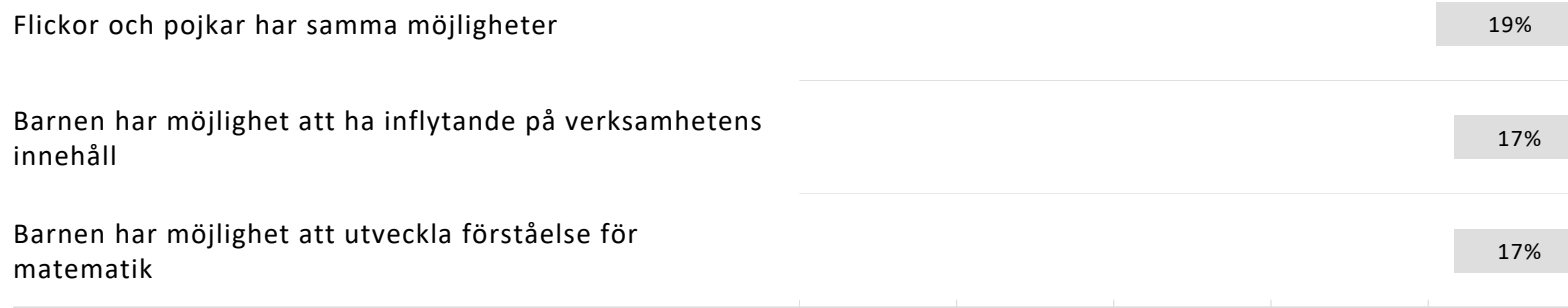 Flickor och pojkar har samma möjligheter
19%
Barnen har möjlighet att ha inflytande på verksamhetens
innehåll
17%
Barnen har möjlighet att utveckla förståelse för
matematik
17%